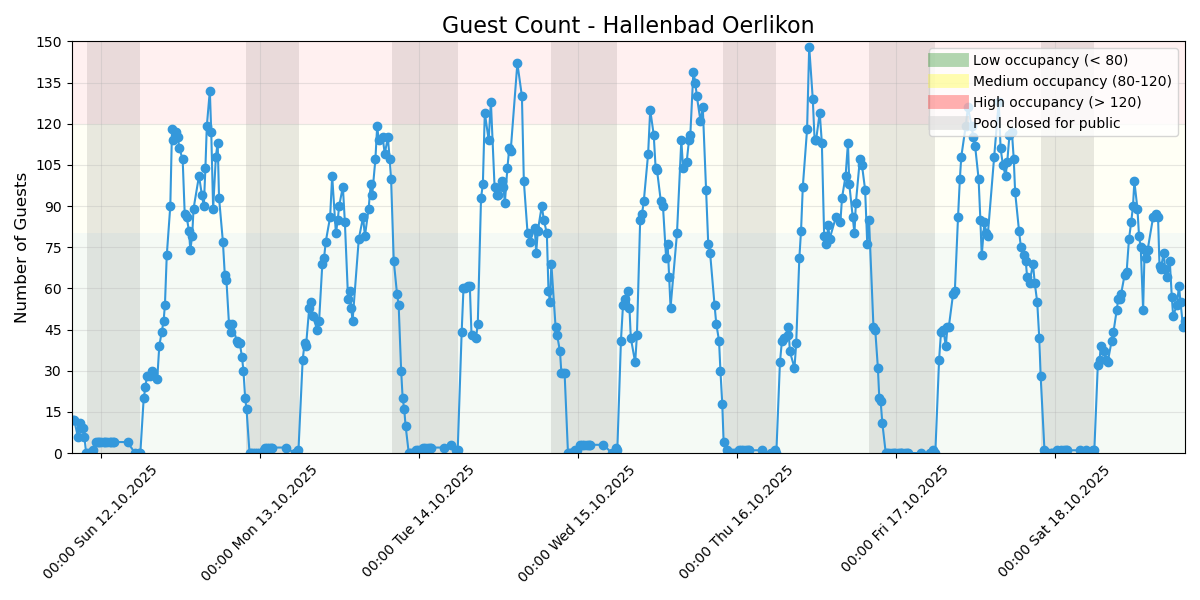 Guest Count - Hallenbad Oerlikon
Number of Guests
150
135
120
105
90
75
60
45
30
15
0
Low occupancy (< 80)
Medium occupancy (80-120)
High occupancy (> 120)
Pool closed for public
00:00 Sun 12.10.2025
00:00 Mon 13.10.2025
00:00 Tue 14.10.2025
00:00 Wed 15.10.2025
00:00 Thu 16.10.2025
00:00 Fri 17.10.2025
00:00 Sat 18.10.2025